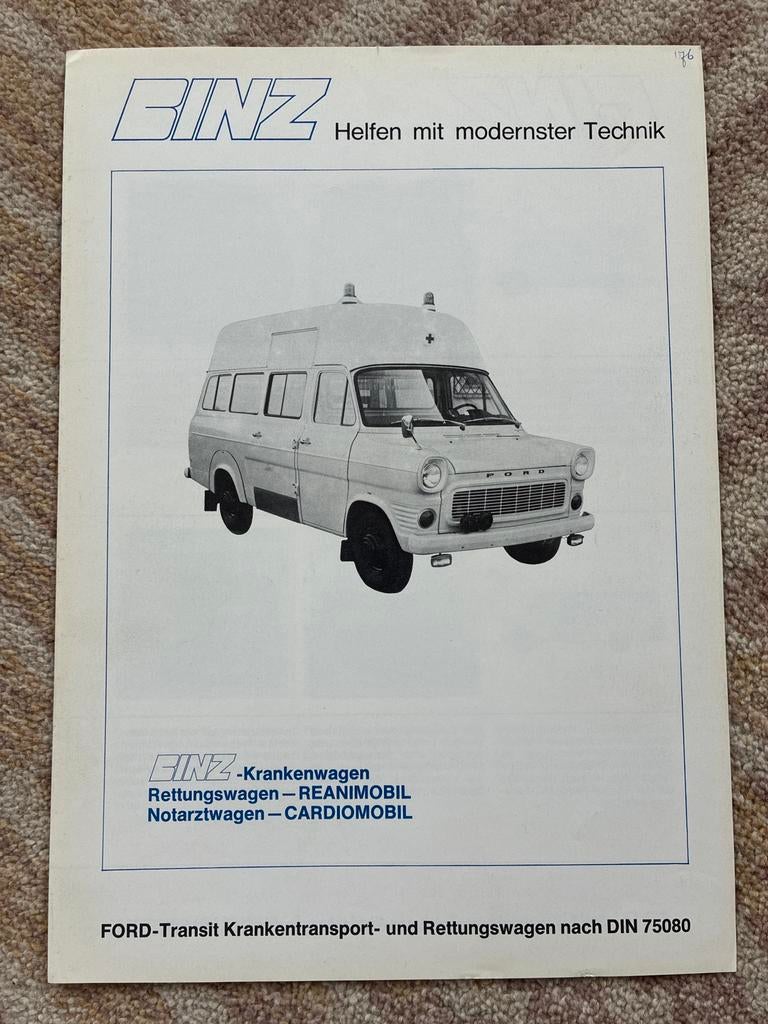 '76
BINZ Helfen mit modernster Technik
FORD
BINZ-Krankenwagen
Rettungswagen—REANIMOBIL
Notarztwagen—CARDIOMOBIL
FORD-Transit Krankentransport- und Rettungswagen nach DIN 75080